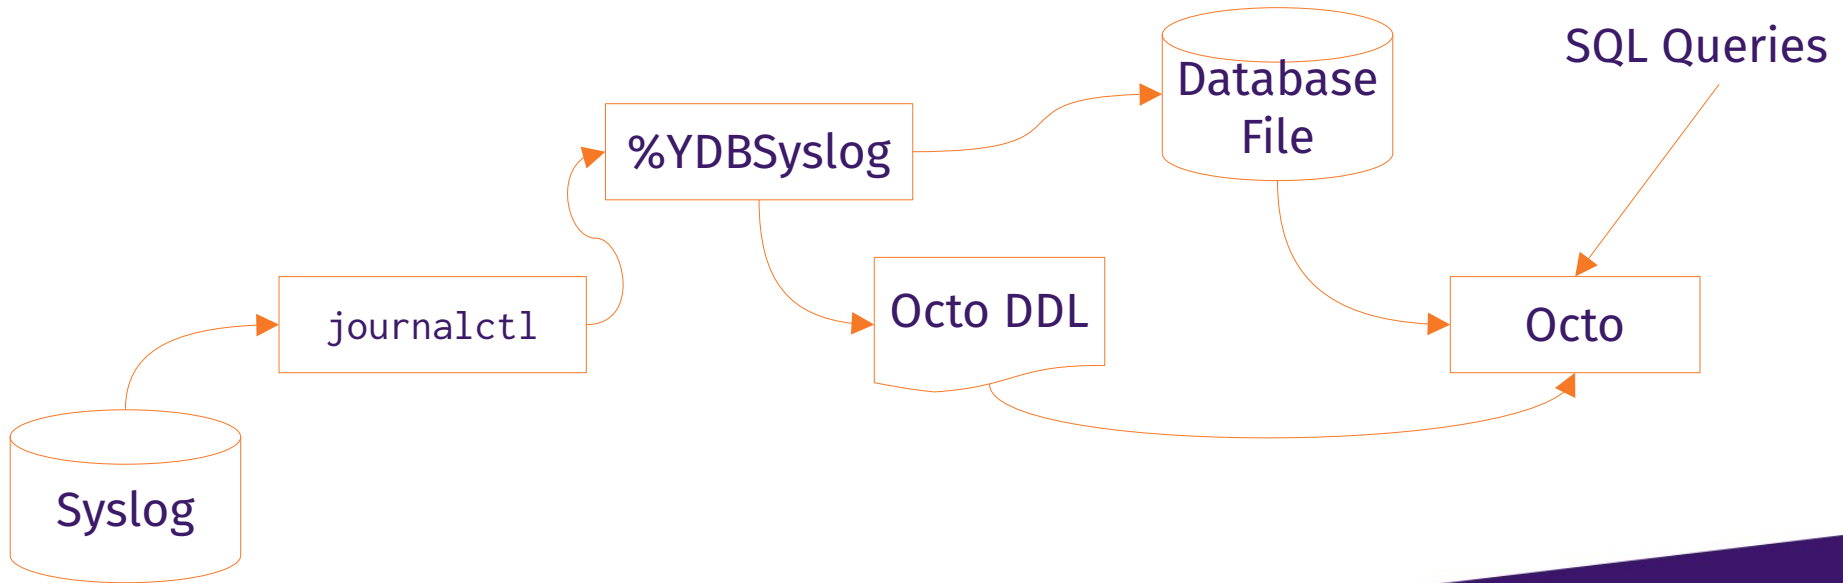 SQL Queries
Database
File
%YDBSyslog
Octo DDL
Octo
journalctl
Syslog